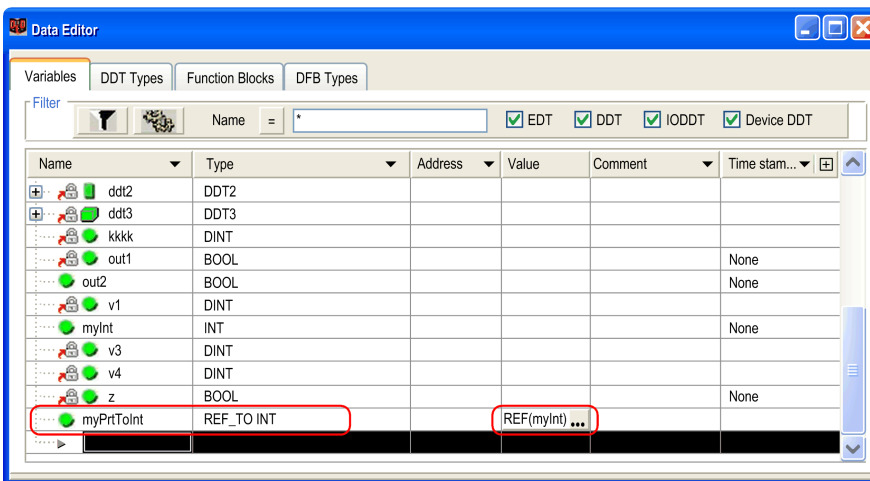 Data Editor
Variables DDT Types Function Blocks DFB Types
Filter
Name = * EDT DDT IODDT Device DDT
Name Type Address Value Comment Time stam...
ddt2 DDT2
ddt3 DDT3
kkkk DINT
out1 BOOL None
out2 BOOL None
v1 DINT
myInt INT None
v3 DINT
v4 DINT
z BOOL None
myPrtToInt REF_TO INT REF(myInt) ...